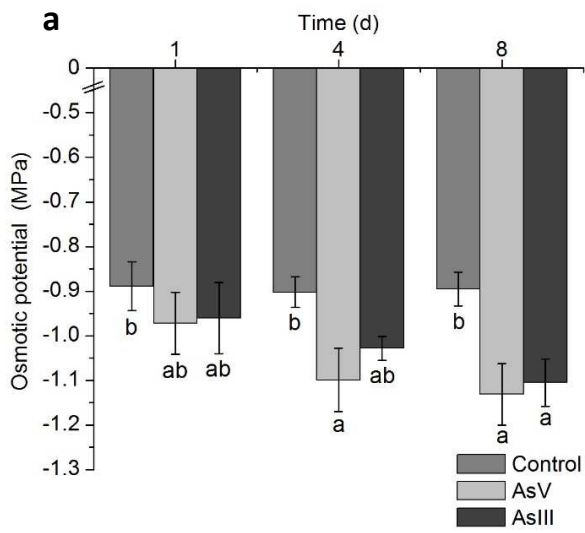 a
Time (d)
1 4 8
0
-0.5
-0.6
-0.7
-0.8
-0.9
-1.0
-1.1
-1.2
-1.3
Osmotic potential (MPa)
b ab ab
a ab
b a a
Control
AsV
AsIII